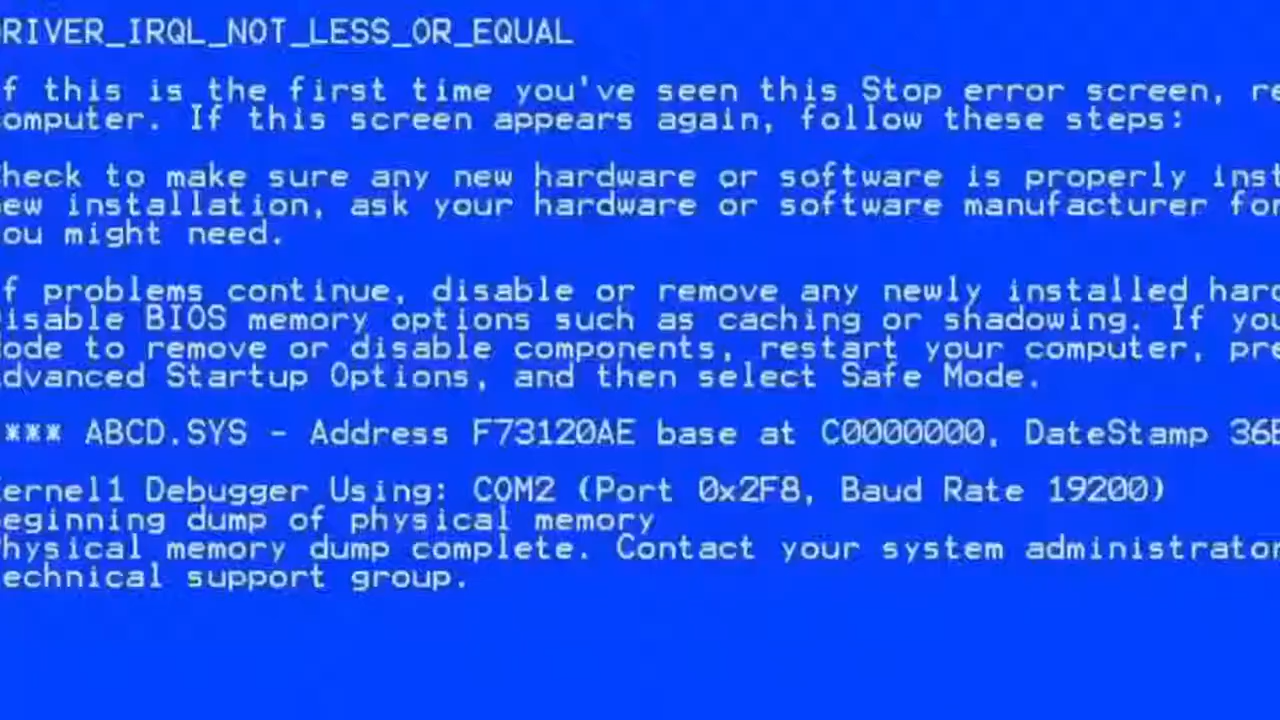 RIVER_IRQL_NOT_LESS_OR_EQUAL
f this is the first time you've seen this Stop error screen, re
omputer. If this screen appears again, follow these steps:
heck to make sure any new hardware or software is properly inst
ew installation, ask your hardware or software manufacturer for
ou might need.
f problems continue, disable or remove any newly installed hard
isable BIOS memory options such as caching or shadowing. If you
ode to remove or disable components, restart your computer, pre
dvanced Startup Options, and then select Safe Mode.
*** ABCD.SYS - Address F73120AE base at C0000000, DateStamp 36B
ernel1 Debugger Using: COM2 (Port 0x2F8, Baud Rate 19200)
eginning dump of physical memory
hysical memory dump complete. Contact your system administrator
echnical support group.